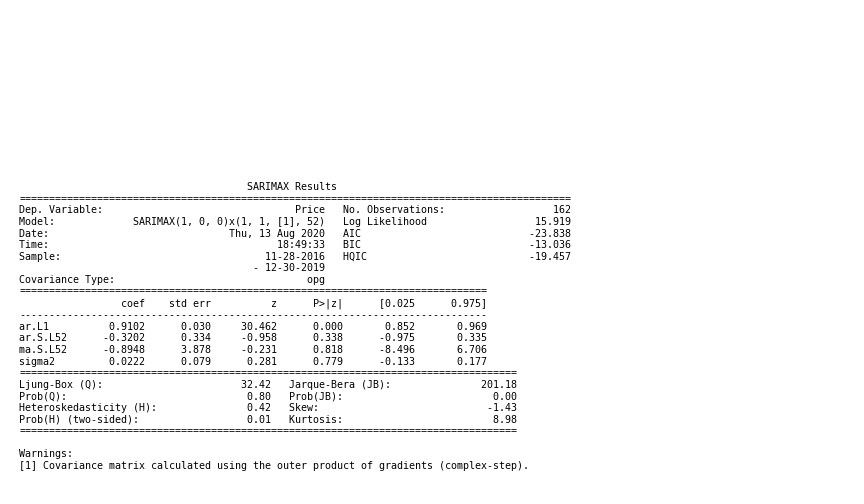 SARIMAX Results
==============================================================================================
Dep. Variable:                                Price   No. Observations:                  162
Model:             SARIMAX(1, 0, 0)x(1, 1, [1], 52)   Log Likelihood                  15.919
Date:                              Thu, 13 Aug 2020   AIC                            -23.838
Time:                                      18:49:33   BIC                            -13.036
Sample:                                  11-28-2016   HQIC                           -19.457
                                       - 12-30-2019
Covariance Type:                                opg
==============================================================================
                 coef    std err          z      P>|z|      [0.025      0.975]
------------------------------------------------------------------------------
ar.L1          0.9102      0.030     30.462      0.000       0.852       0.969
ar.S.L52      -0.3202      0.334     -0.958      0.338      -0.975       0.335
ma.S.L52      -0.8948      3.878     -0.231      0.818      -8.496       6.706
sigma2         0.0222      0.079      0.281      0.779      -0.133       0.177
===================================================================================
Ljung-Box (Q):                       32.42   Jarque-Bera (JB):               201.18
Prob(Q):                              0.80   Prob(JB):                         0.00
Heteroskedasticity (H):               0.42   Skew:                            -1.43
Prob(H) (two-sided):                  0.01   Kurtosis:                         8.98
===================================================================================
Warnings:
[1] Covariance matrix calculated using the outer product of gradients (complex-step).